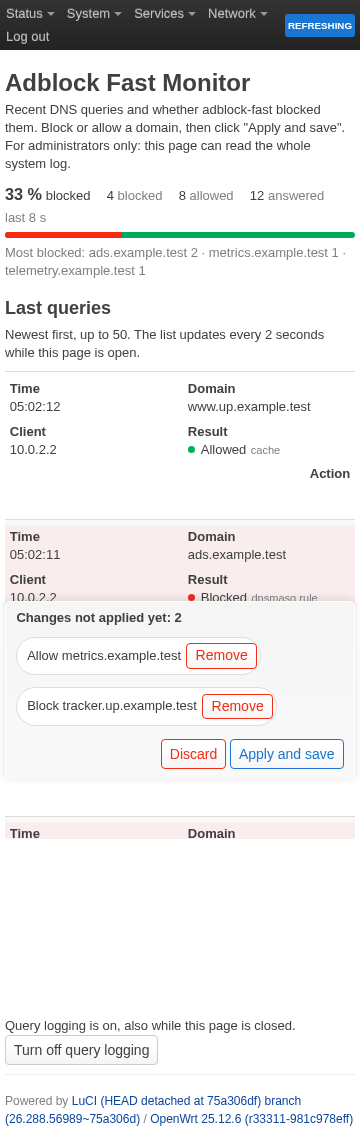 Status System Services Network REFRESHING
Log out
Adblock Fast Monitor
Recent DNS queries and whether adblock-fast blocked
them. Block or allow a domain, then click "Apply and save".
For administrators only: this page can read the whole
system log.
33 % blocked 4 blocked 8 allowed 12 answered
last 8 s
Most blocked: ads.example.test 2 · metrics.example.test 1 ·
telemetry.example.test 1
Last queries
Newest first, up to 50. The list updates every 2 seconds
while this page is open.
Time Domain
05:02:12 www.up.example.test
Client Result
10.0.2.2 Allowed cache
Action
Time Domain
05:02:11 ads.example.test
Client Result
10.0.2.2 Blocked dnsmasq rule
Changes not applied yet: 2
Allow metrics.example.test Remove
Block tracker.up.example.test Remove
Discard Apply and save
Time Domain
Query logging is on, also while this page is closed.
Turn off query logging
Powered by LuCI (HEAD detached at 75a306df) branch
(26.288.56989~75a306d) / OpenWrt 25.12.6 (r33311-981c978eff)